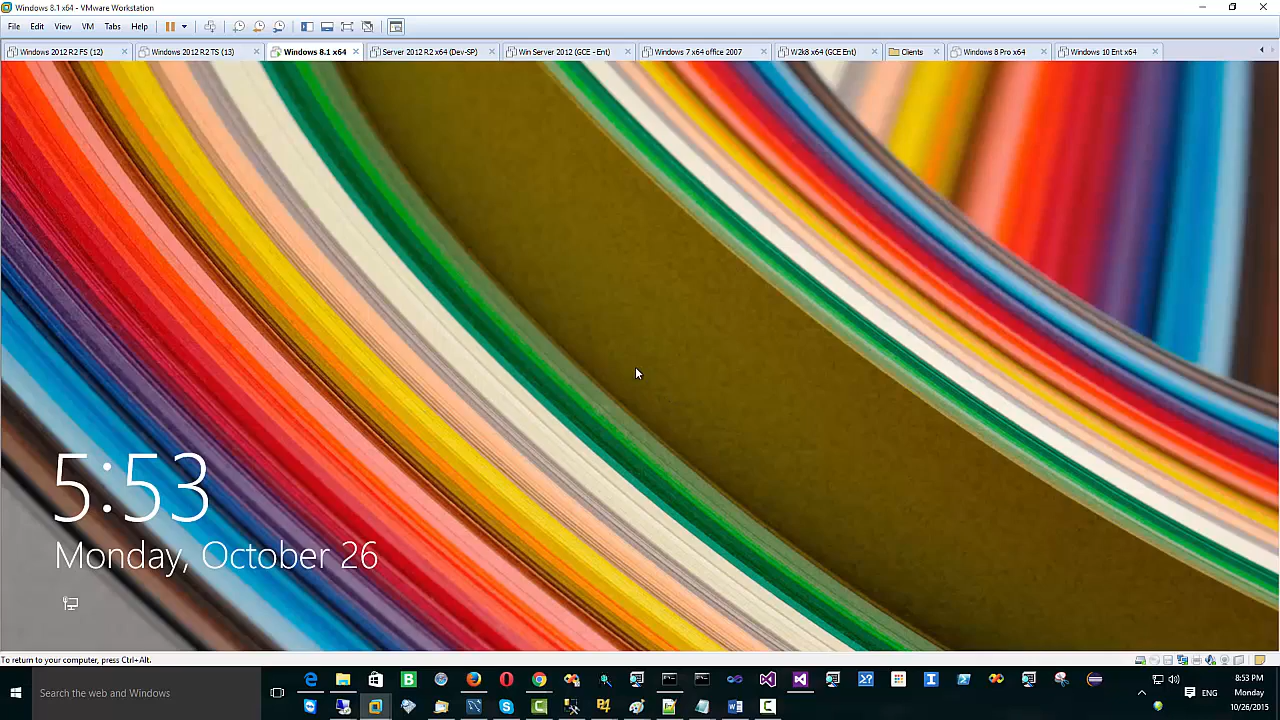 Windows 8.1 x64 - VMware Workstation
File Edit View VM Tabs Help
Windows 2012 R2 FS (12) Windows 2012 R2 TS (13) Windows 8.1 x64 Server 2012 R2 x64 (Dev-SP) Win Server 2012 (GCE - Ent) Windows 7 x64 office 2007 W2k8 x64 (GCE Ent) Clients Windows 8 Pro x64 Windows 10 Ent x64
5:53
Monday, October 26
To return to your computer, press Ctrl+Alt.
Search the web and Windows
ENG
8:53 PM
Monday
10/26/2015